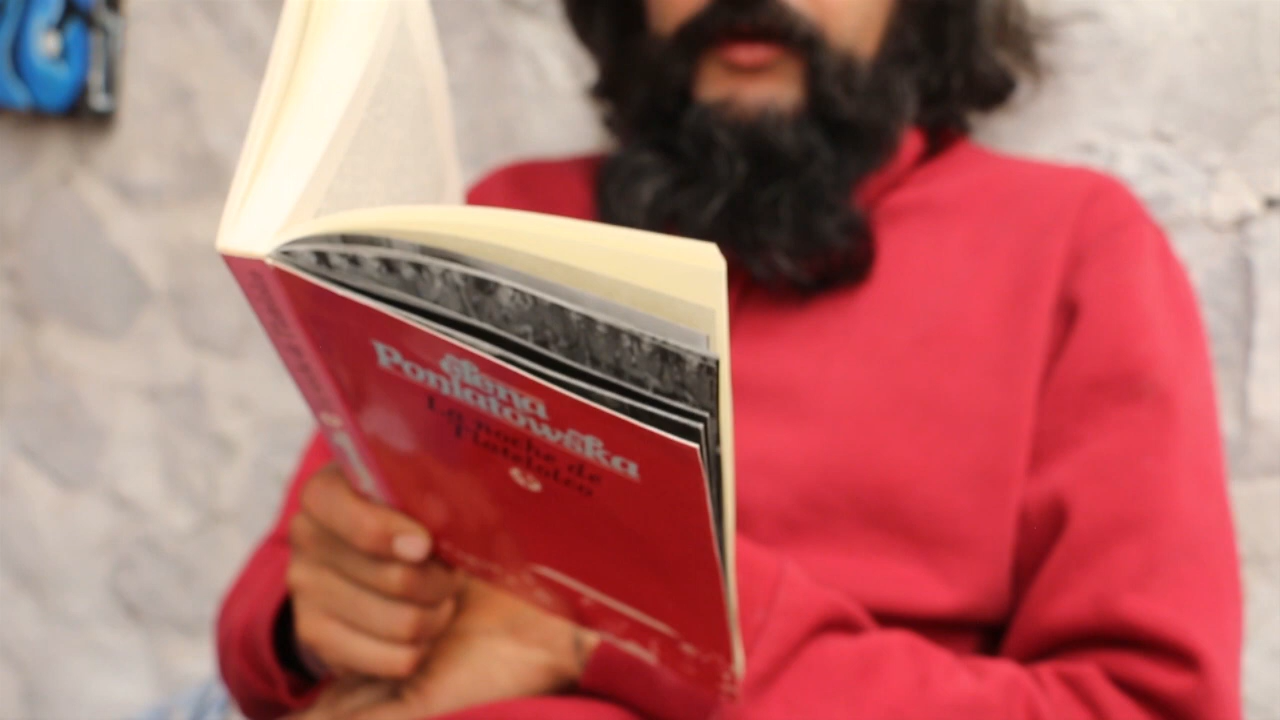 elena
Poniatowska
La noche de
Tlatelolco